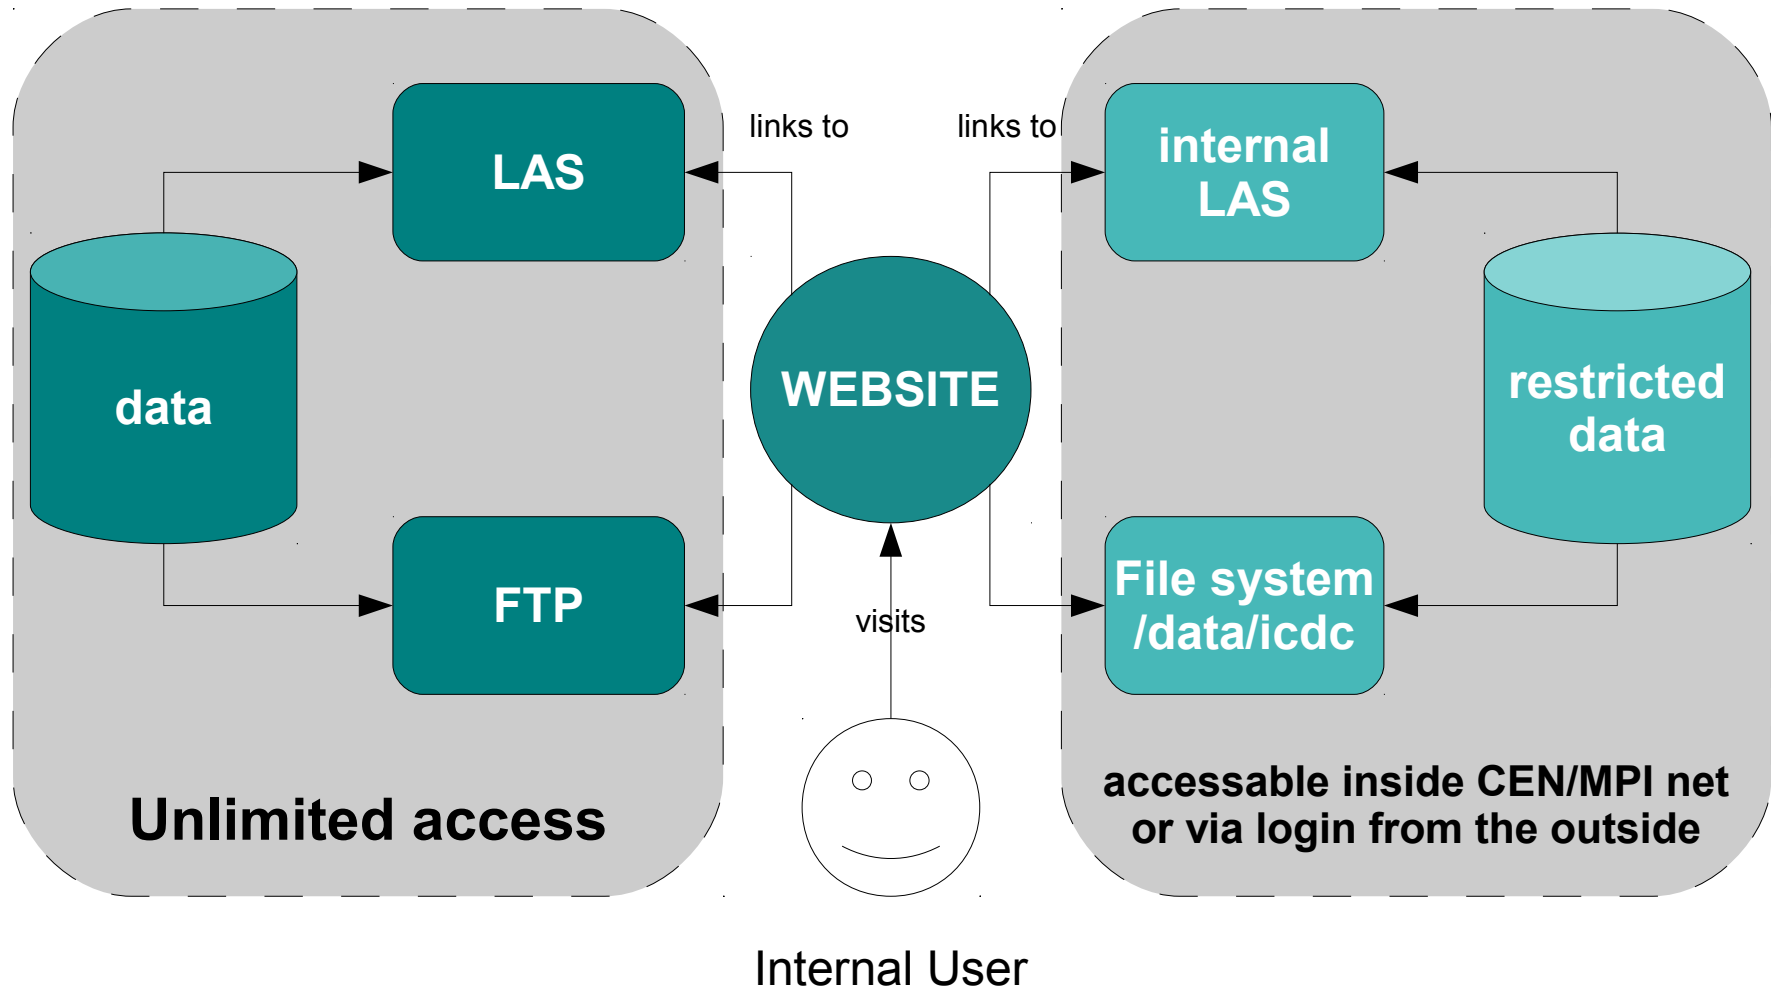 LAS
data
FTP
Unlimited access
links to
links to
WEBSITE
visits
internal
LAS
restricted
data
File system
/data/icdc
accessable inside CEN/MPI net
or via login from the outside
Internal User